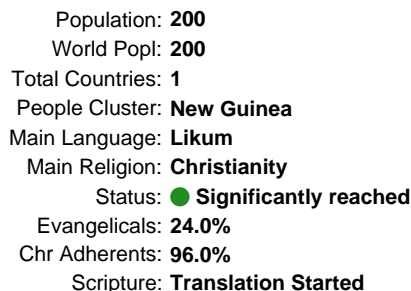 Population: 200
World Popl: 200
Total Countries: 1
People Cluster: New Guinea
Main Language: Likum
Main Religion: Christianity
Status: Significantly reached
Evangelicals: 24.0%
Chr Adherents: 96.0%
Scripture: Translation Started